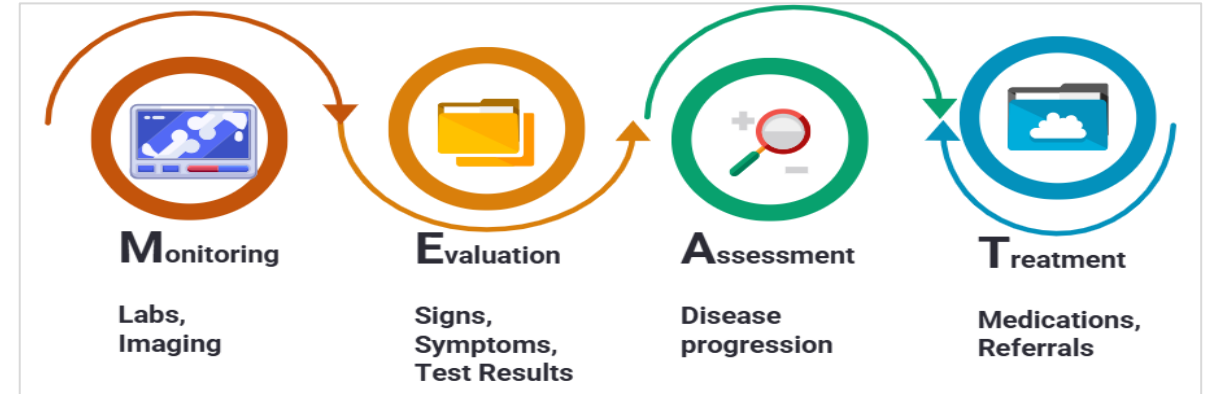 Monitoring
Evaluation
Assessment
Treatment
Labs,
Imaging
Signs,
Symptoms,
Test Results
Disease
progression
Medications,
Referrals